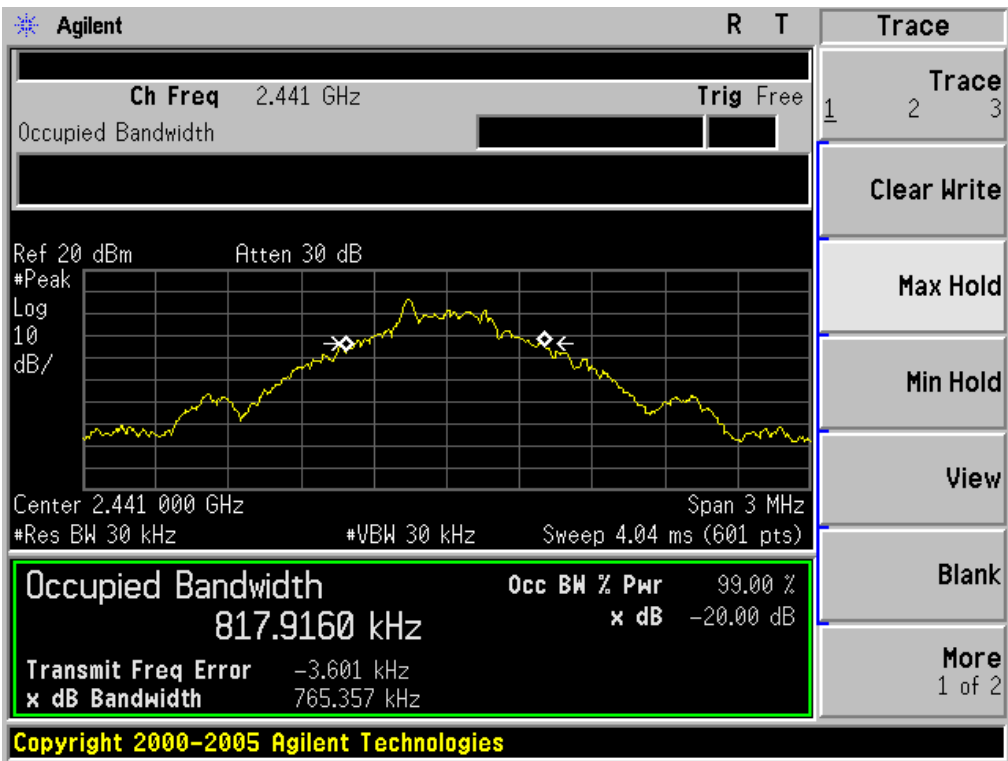 Agilent R T Trace
Ch Freq 2.441 GHz Trig Free
Occupied Bandwidth
Trace
1 2 3
Clear Write
Max Hold
Min Hold
View
Blank
More
1 of 2
Ref 20 dBm Atten 30 dB
#Peak
Log
10
dB/
Center 2.441 000 GHz Span 3 MHz
#Res BW 30 kHz #VBW 30 kHz Sweep 4.04 ms (601 pts)
Occupied Bandwidth Occ BW % Pwr 99.00 %
817.9160 kHz x dB -20.00 dB
Transmit Freq Error -3.601 kHz
x dB Bandwidth 765.357 kHz
Copyright 2000-2005 Agilent Technologies